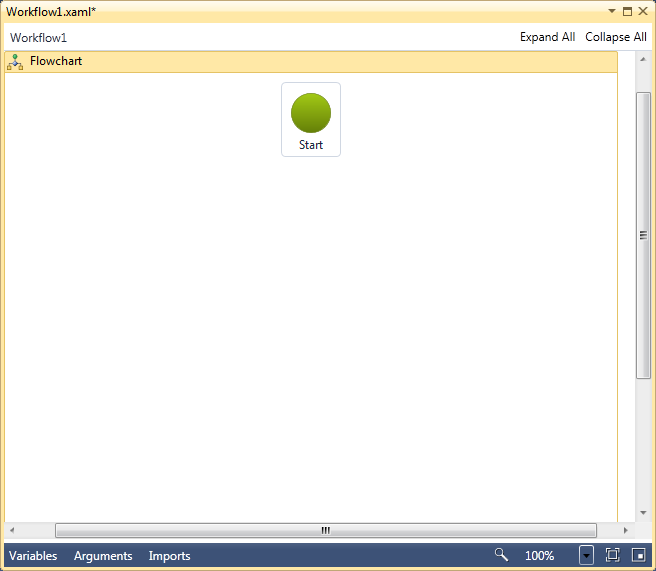 Workflow1.xaml*
Workflow1 Expand All Collapse All
Flowchart
Start
Variables Arguments Imports 100%